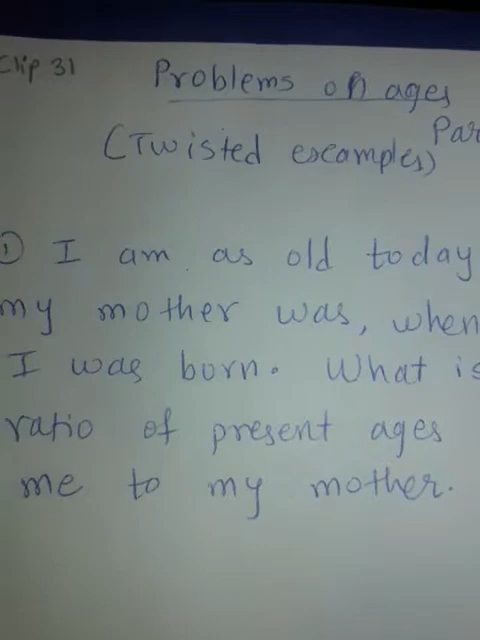 Clip 31
Problems on ages
(Twisted examples) Par
① I am as old today
my mother was, when
I was born. What is
ratio of present ages
me to my mother.